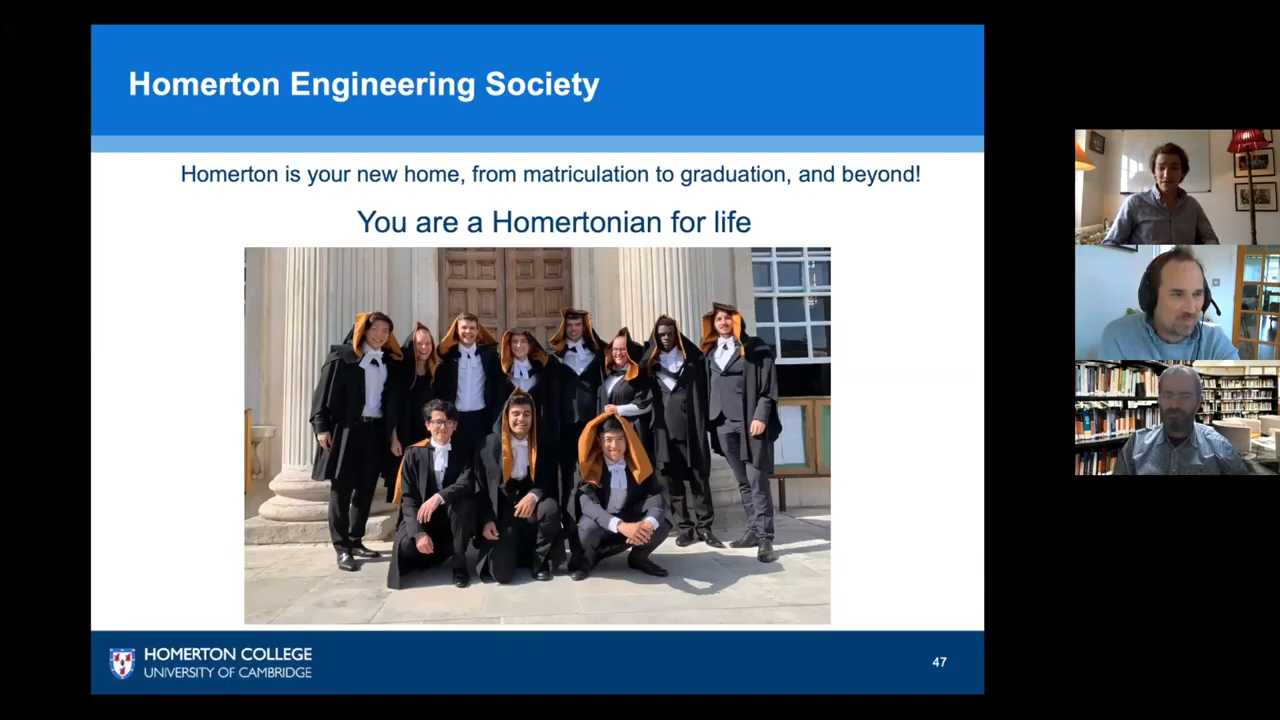 Homerton Engineering Society
Homerton is your new home, from matriculation to graduation, and beyond!
You are a Homertonian for life
HOMERTON COLLEGE
UNIVERSITY OF CAMBRIDGE
47